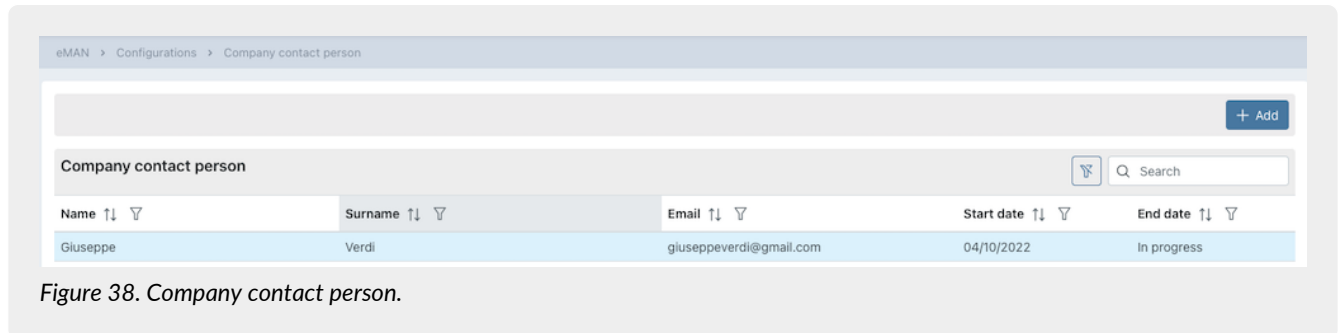 eMAN > Configurations > Company contact person
+ Add
Company contact person
Search
Name Surname Email Start date End date
Giuseppe Verdi giuseppeverdi@gmail.com 04/10/2022 In progress
Figure 38. Company contact person.